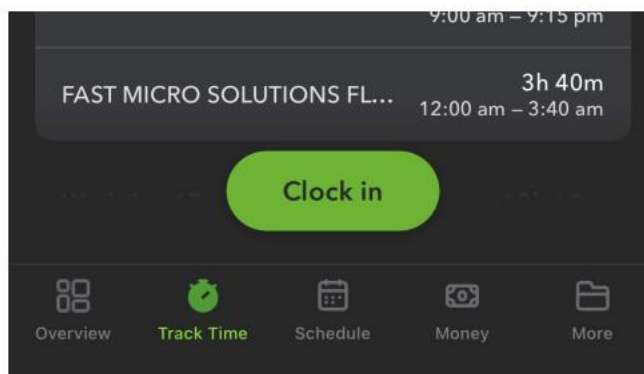 9:00 am – 9:15 pm
FAST MICRO SOLUTIONS FL...
3h 40m
12:00 am – 3:40 am
Clock in
Overview
Track Time
Schedule
Money
More